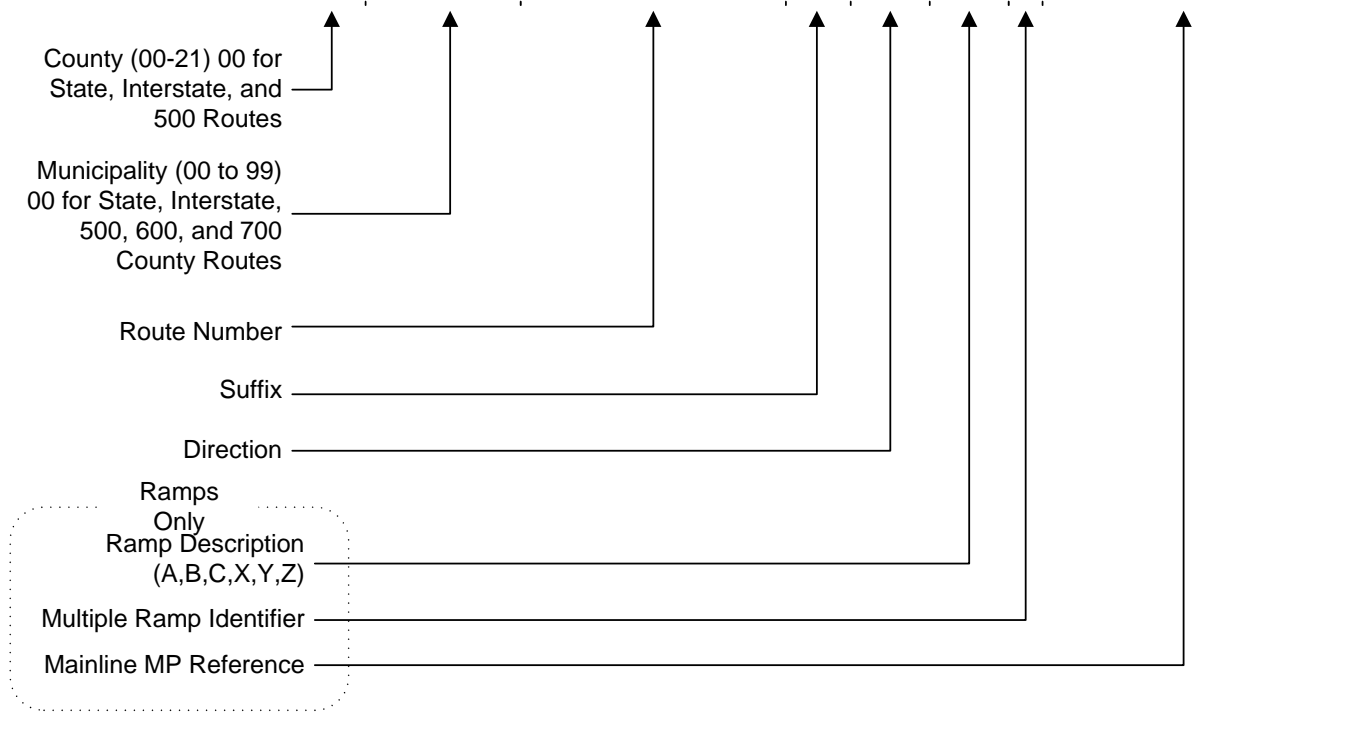 County (00-21) 00 for
State, Interstate, and
500 Routes
Municipality (00 to 99)
00 for State, Interstate,
500, 600, and 700
County Routes
Route Number
Suffix
Direction
Ramps
Only
Ramp Description
(A,B,C,X,Y,Z)
Multiple Ramp Identifier
Mainline MP Reference